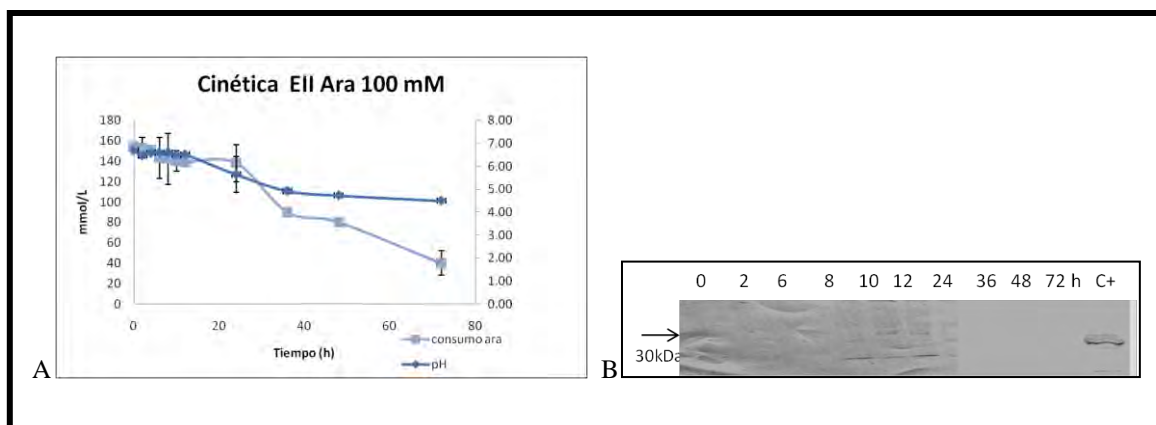 Cinética EII Ara 100 mM
180
160
140
120
100
80
60
40
20
0
mmol/L
8.00
7.00
6.00
5.00
4.00
3.00
2.00
1.00
0.00
0 20 40 60 80
Tiempo (h)
consumo ara
pH
A
0 2 6 8 10 12 24 36 48 72 h C+
30kDa
B